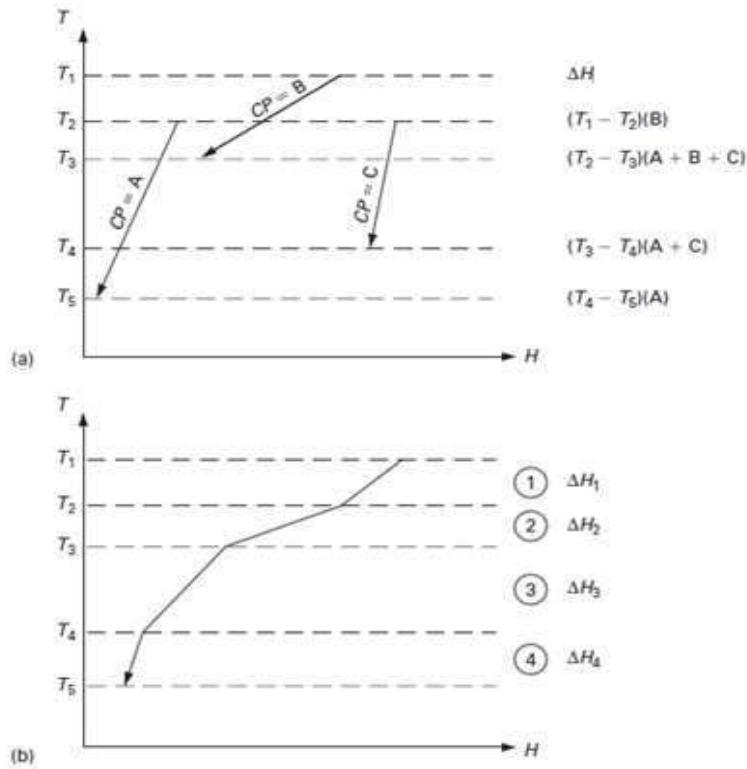 T
T₁ ΔH
CP = B
T₂ (T₁ − T₂)(B)
T₃ (T₂ − T₃)(A + B + C)
CP = A
CP = C
T₄ (T₃ − T₄)(A + C)
T₅ (T₄ − T₅)(A)
(a) H
T
T₁
① ΔH₁
T₂
② ΔH₂
T₃
③ ΔH₃
T₄
④ ΔH₄
T₅
(b) H